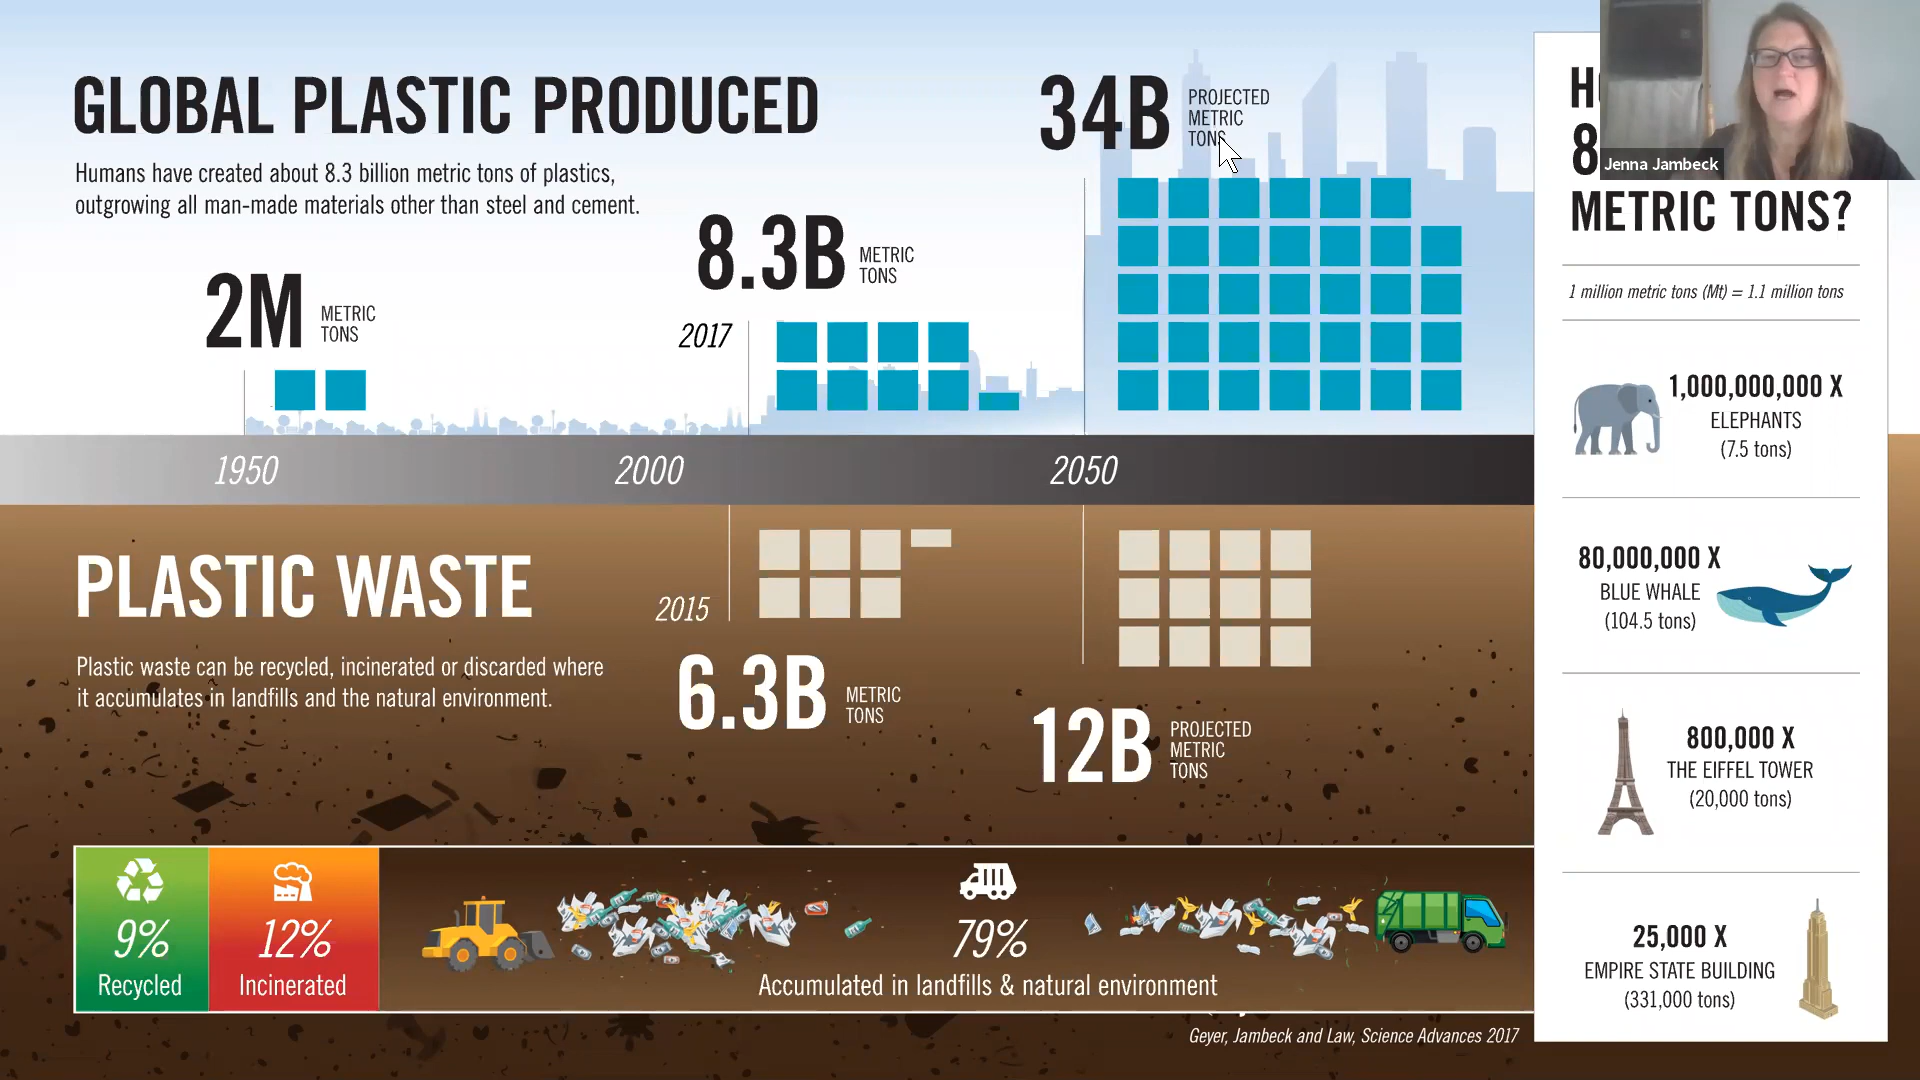 GLOBAL PLASTIC PRODUCED
Humans have created about 8.3 billion metric tons of plastics,
outgrowing all man-made materials other than steel and cement.
2M METRIC
TONS
8.3B METRIC
TONS
2017
34B PROJECTED
METRIC
TONS
1950
2000
2050
PLASTIC WASTE
Plastic waste can be recycled, incinerated or discarded where
it accumulates in landfills and the natural environment.
2015
6.3B METRIC
TONS
12B PROJECTED
METRIC
TONS
9%
Recycled
12%
Incinerated
79%
Accumulated in landfills & natural environment
Geyer, Jambeck and Law, Science Advances 2017
8
METRIC TONS?
1 million metric tons (Mt) = 1.1 million tons
1,000,000,000 X
ELEPHANTS
(7.5 tons)
80,000,000 X
BLUE WHALE
(104.5 tons)
800,000 X
THE EIFFEL TOWER
(20,000 tons)
25,000 X
EMPIRE STATE BUILDING
(331,000 tons)
Jenna Jambeck